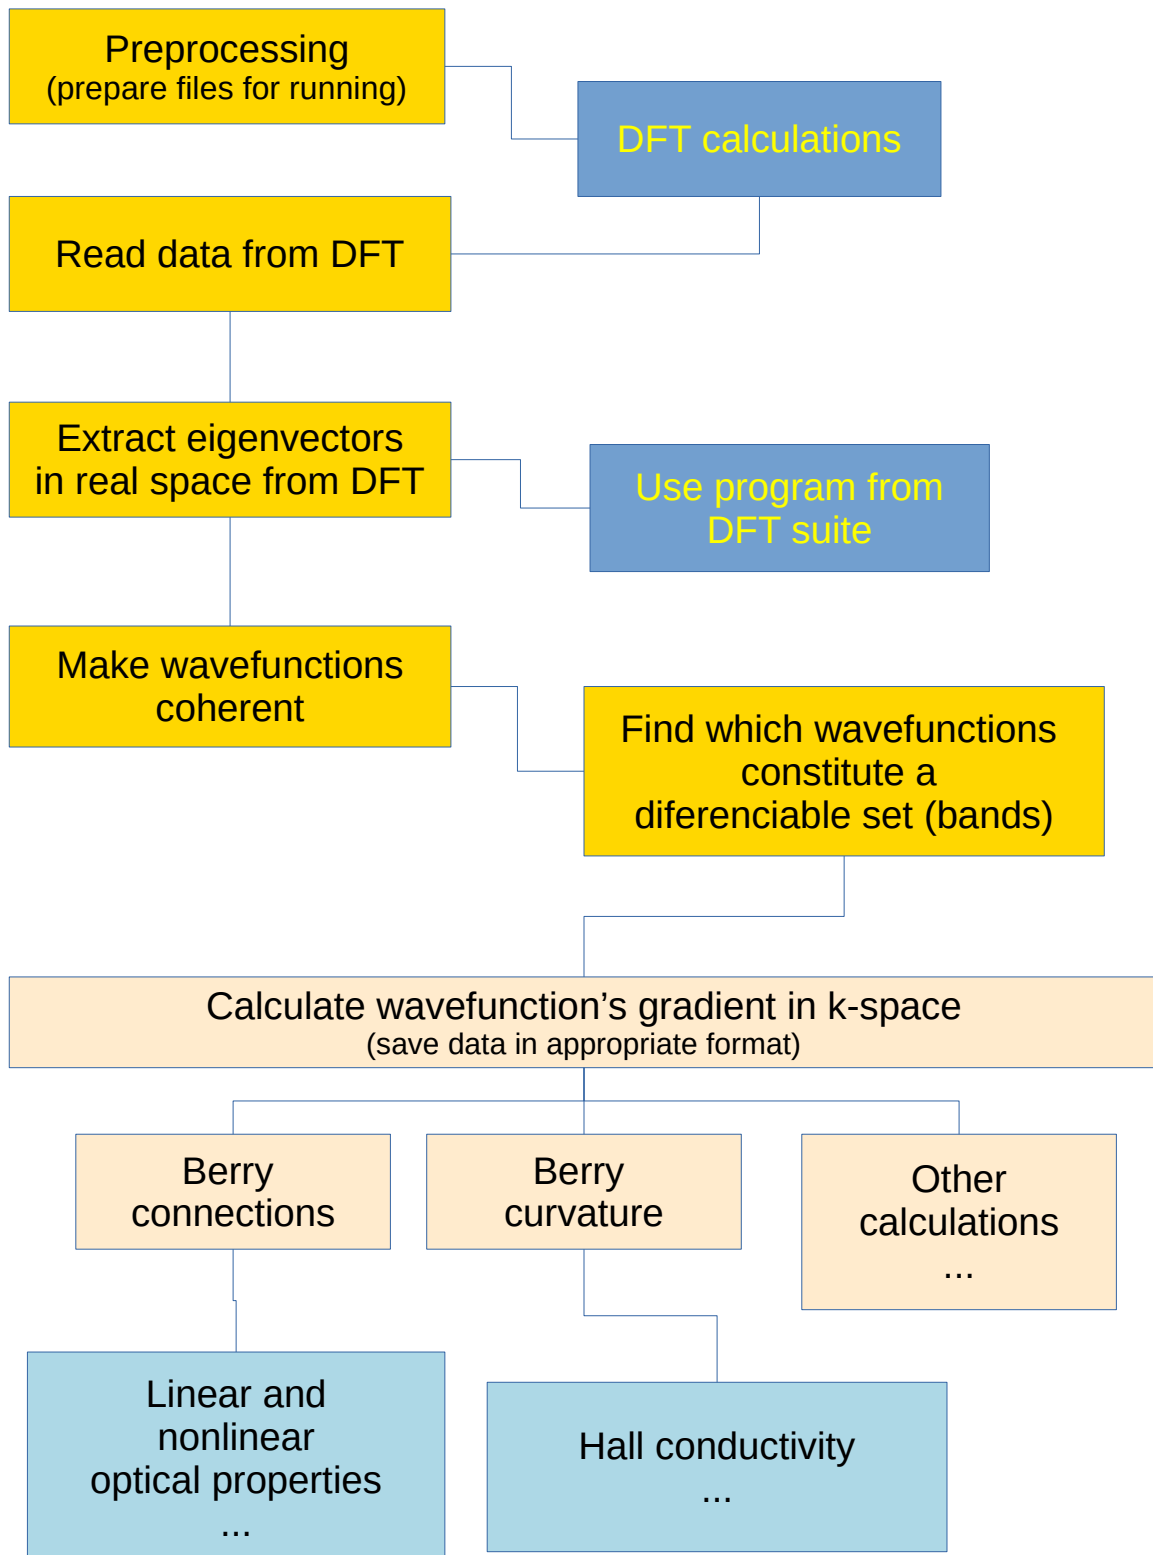 Preprocessing
(prepare files for running)
DFT calculations
Read data from DFT
Extract eigenvectors
in real space from DFT
Use program from
DFT suite
Make wavefunctions
coherent
Find which wavefunctions
constitute a
diferenciable set (bands)
Calculate wavefunction’s gradient in k-space
(save data in appropriate format)
Berry
connections
Berry
curvature
Other
calculations
...
Linear and
nonlinear
optical properties
...
Hall conductivity
...